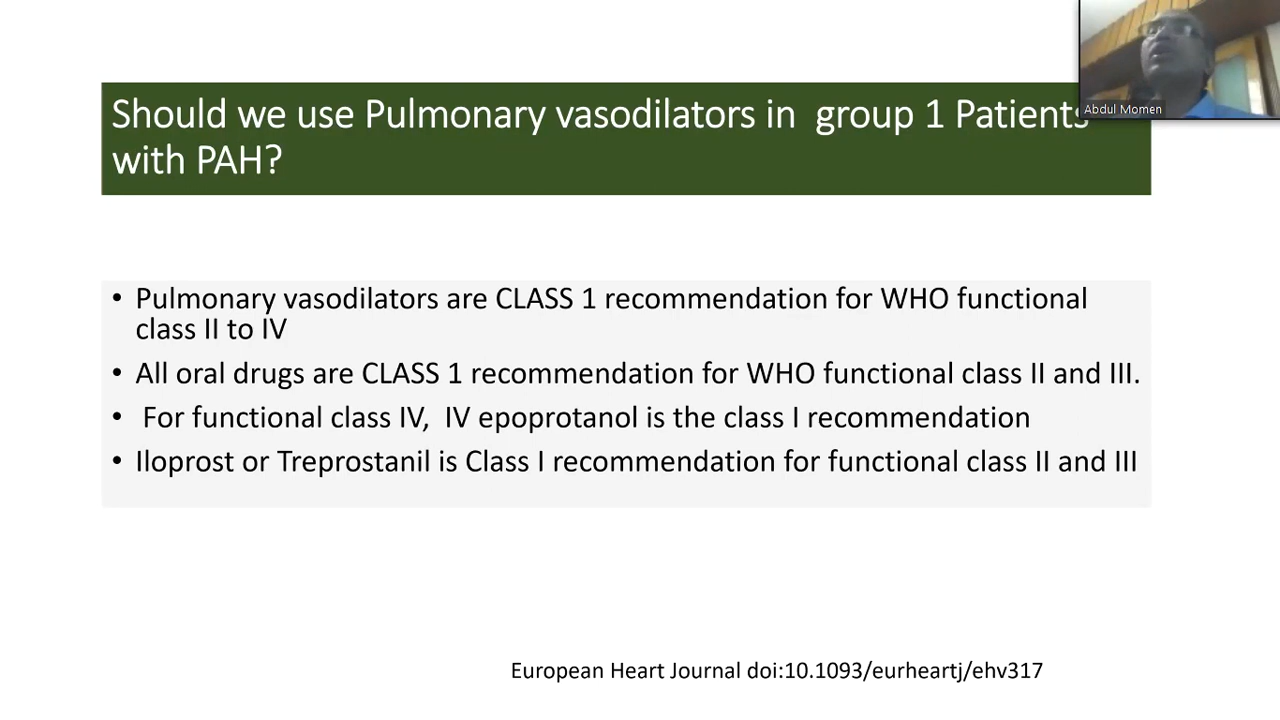 Should we use Pulmonary vasodilators in group 1 Patients
with PAH?
Abdul Momen
• Pulmonary vasodilators are CLASS 1 recommendation for WHO functional
class II to IV
• All oral drugs are CLASS 1 recommendation for WHO functional class II and III.
• For functional class IV, IV epoprotanol is the class I recommendation
• Iloprost or Treprostanil is Class I recommendation for functional class II and III
European Heart Journal doi:10.1093/eurheartj/ehv317